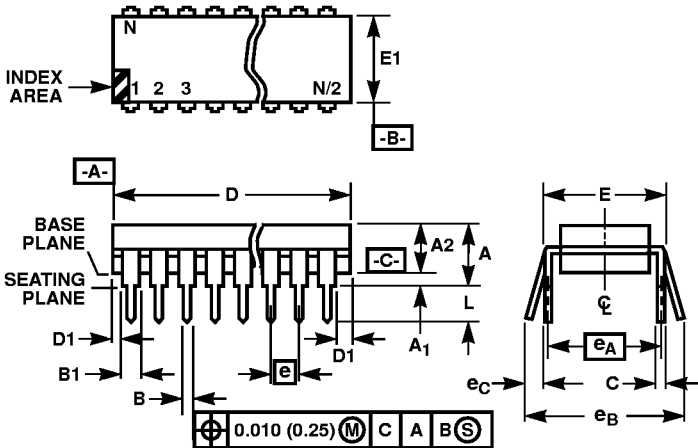 N
E1
INDEX
AREA
1 2 3 N/2
-B-
-A-
D
E
BASE
PLANE
A2
A
-C-
SEATING
PLANE
L
D1
D1
A1
B1
e
B
eA
eC
C
eB
CL
0.010 (0.25) M C A B S